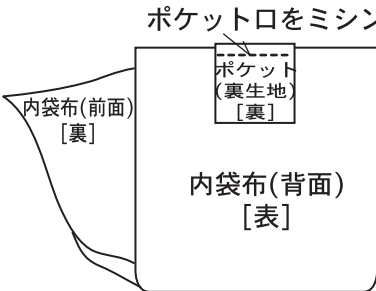 ポケット口をミシン
ポケット
(裏生地)
[裏]
内袋布(前面)
[裏]
内袋布(背面)
[表]